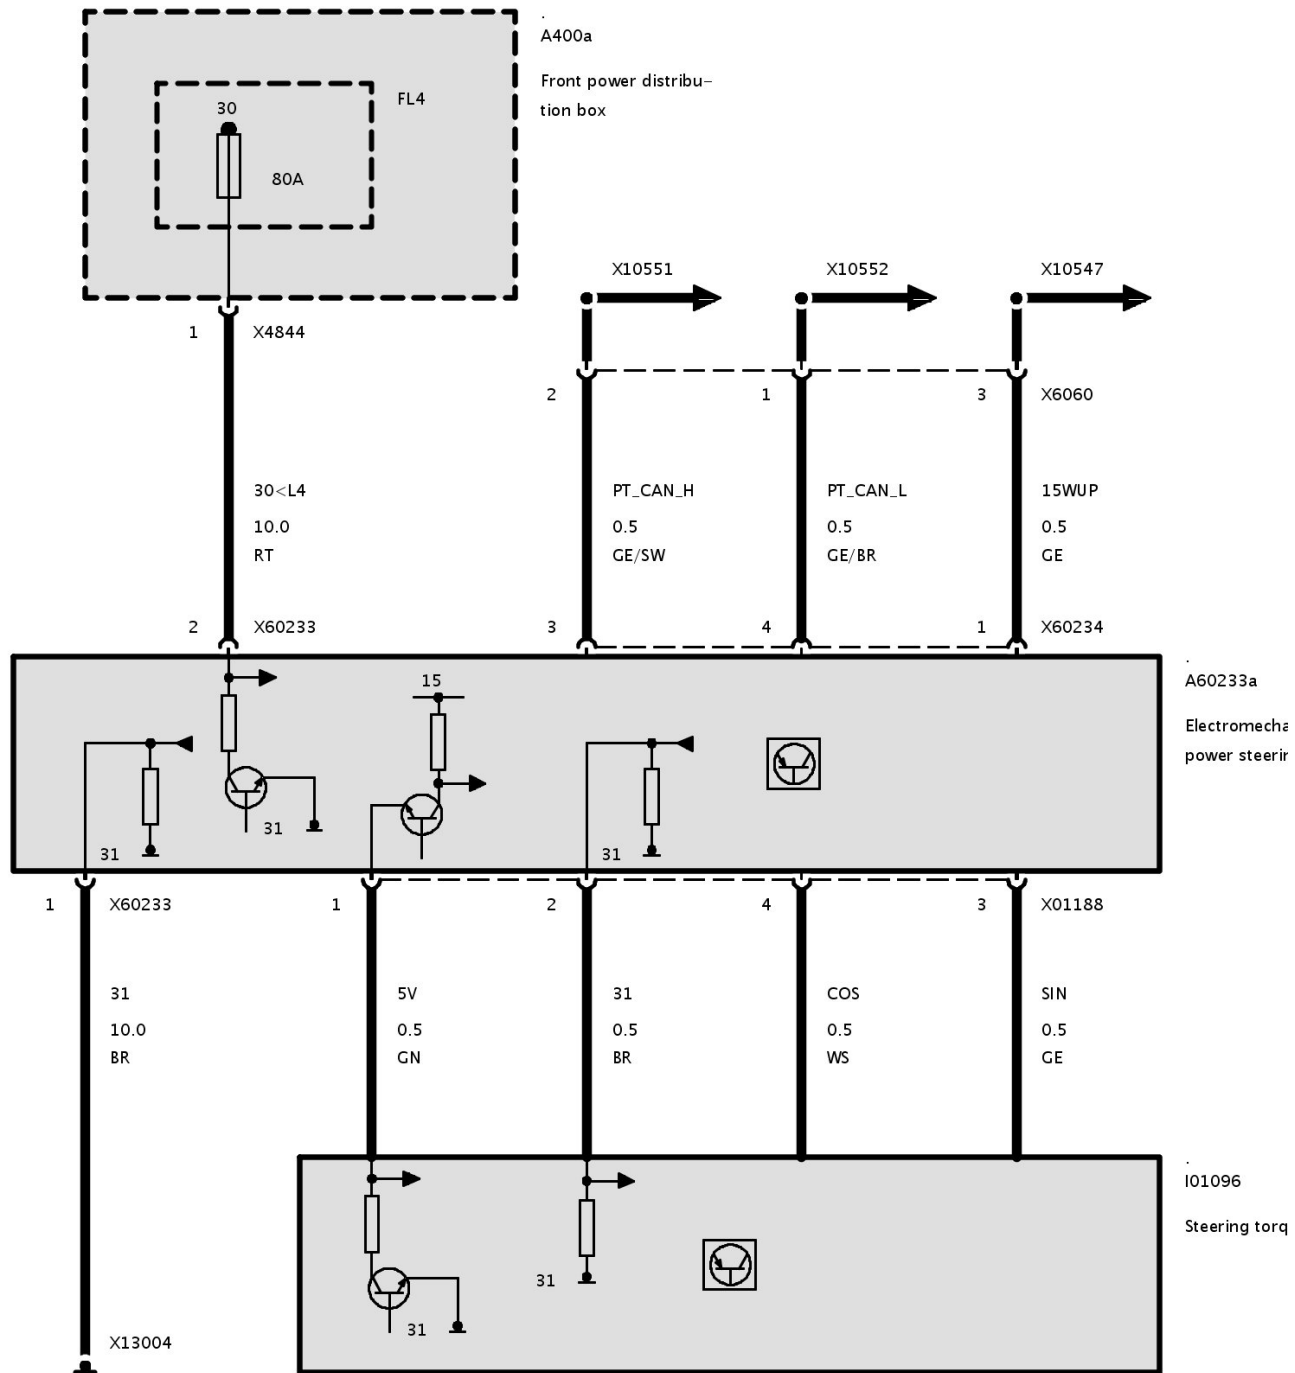 .
A400a
Front power distribu–
tion box
FL4
30
80A
X10551
X10552
X10547
1
X4844
2
1
3
X6060
30<L4
10.0
RT
PT_CAN_H
0.5
GE/SW
PT_CAN_L
0.5
GE/BR
15WUP
0.5
GE
2
X60233
3
4
1
X60234
.
A60233a
Electromecha
power steerin
15
31
31
31
1
X60233
1
2
4
3
X01188
31
10.0
BR
5V
0.5
GN
31
0.5
BR
COS
0.5
WS
SIN
0.5
GE
.
I01096
Steering torq
31
31
X13004